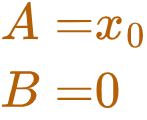 A = x₀
B = 0